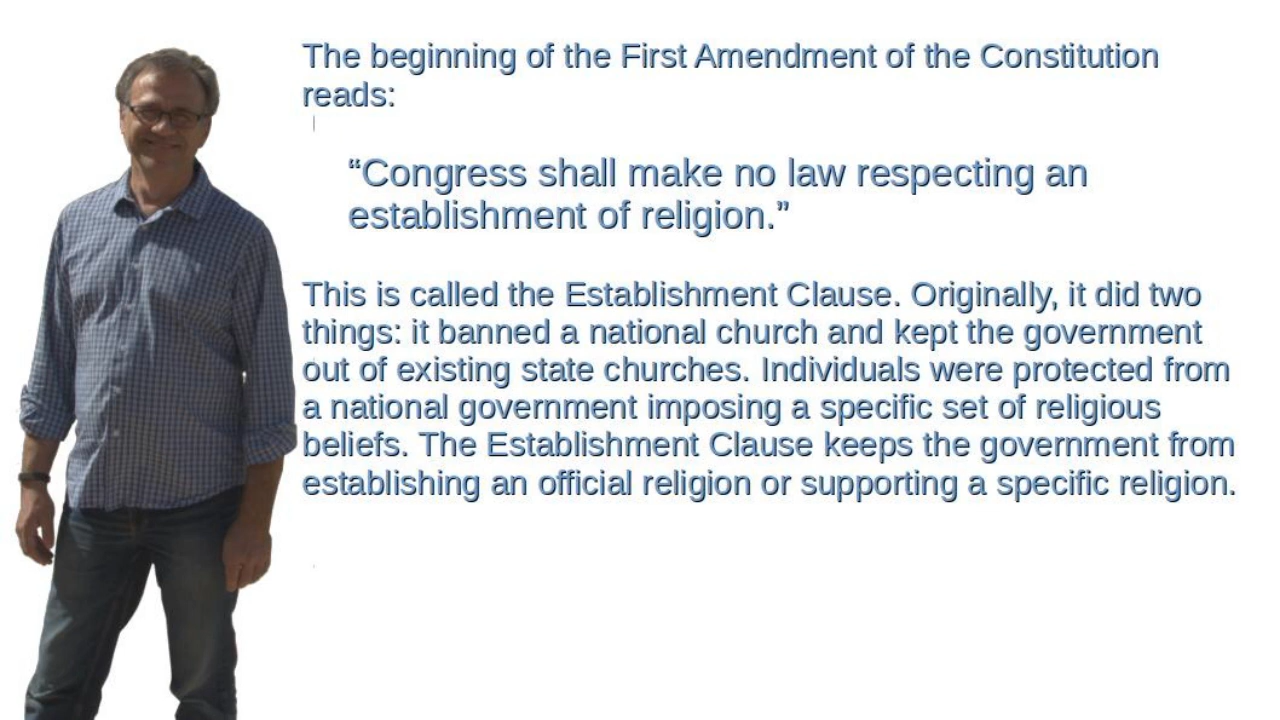 The beginning of the First Amendment of the Constitution
reads:
“Congress shall make no law respecting an
establishment of religion.”
This is called the Establishment Clause. Originally, it did two
things: it banned a national church and kept the government
out of existing state churches. Individuals were protected from
a national government imposing a specific set of religious
beliefs. The Establishment Clause keeps the government from
establishing an official religion or supporting a specific religion.